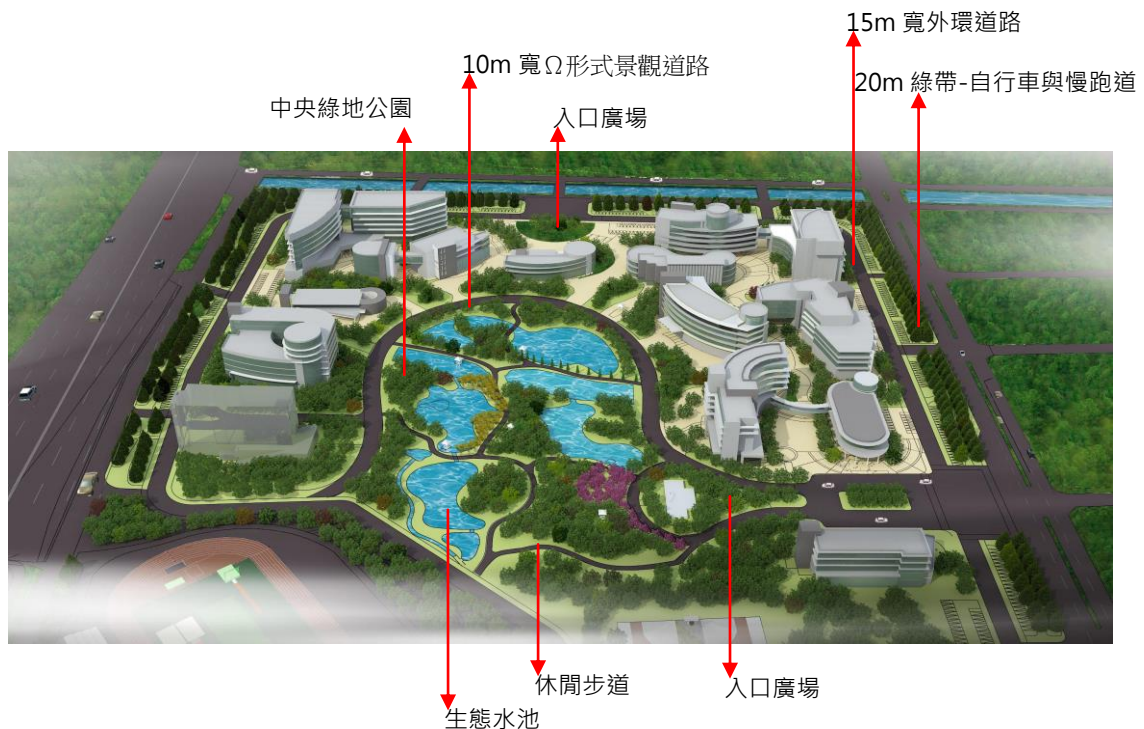 15m 寬外環道路
10m 寬Ω形式景觀道路
20m 綠帶-自行車與慢跑道
中央綠地公園
入口廣場
休閒步道
入口廣場
生態水池